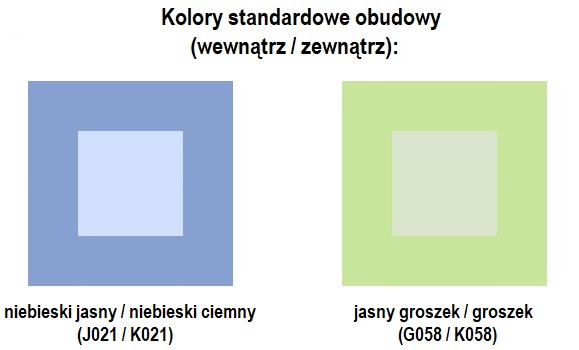 Kolory standardowe obudowy
(wewnątrz / zewnątrz):
niebieski jasny / niebieski ciemny
(J021 / K021)
jasny groszek / groszek
(G058 / K058)